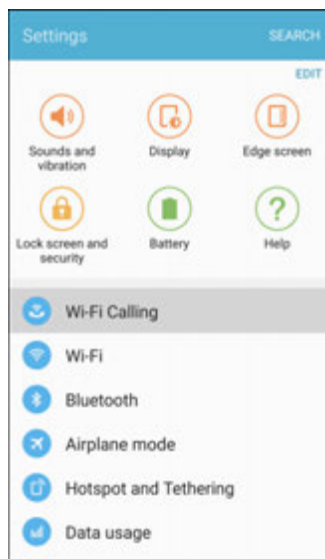 Settings SEARCH
EDIT
Sounds and Display Edge screen
vibration
Lock screen and Battery Help
security
Wi-Fi Calling
Wi-Fi
Bluetooth
Airplane mode
Hotspot and Tethering
Data usage